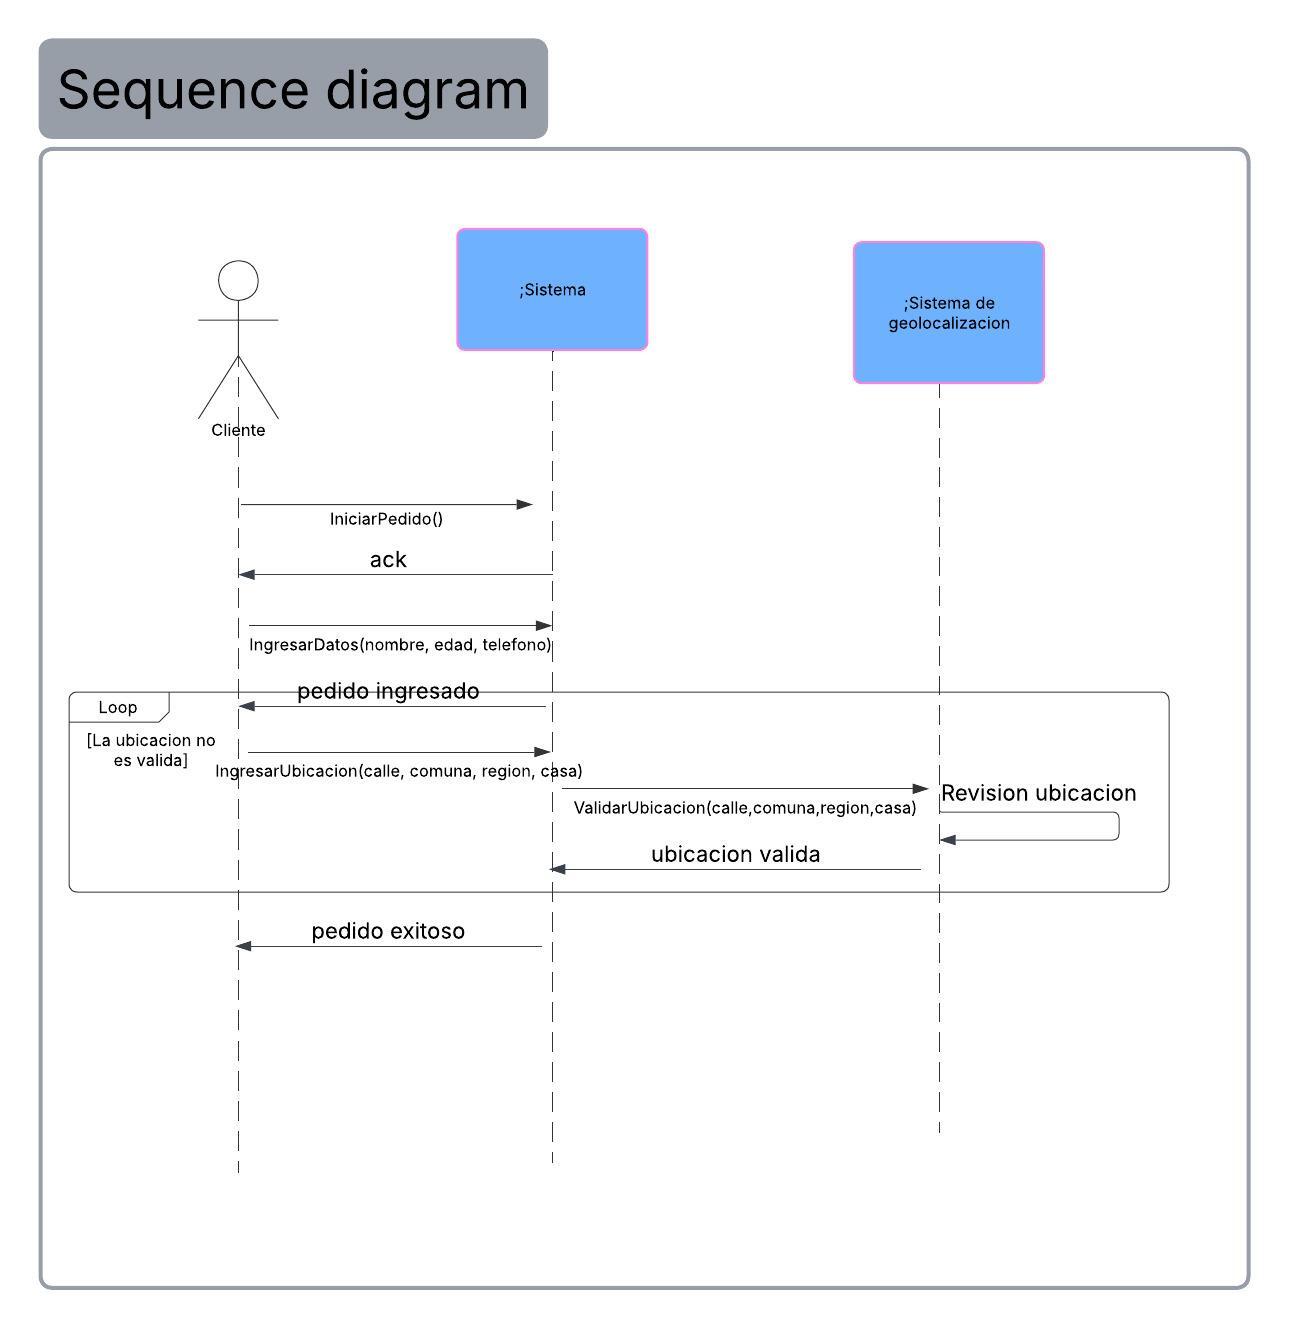 Sequence diagram
;Sistema
;Sistema de
geolocalizacion
Cliente
IniciarPedido()
ack
IngresarDatos(nombre, edad, telefono)
pedido ingresado
Loop
[La ubicacion no
es valida]
IngresarUbicacion(calle, comuna, region, casa)
Revision ubicacion
ValidarUbicacion(calle,comuna,region,casa)
ubicacion valida
pedido exitoso